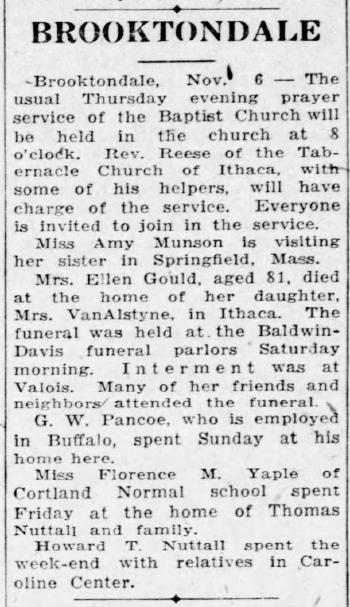 BROOKTONDALE
Brooktondale, Nov. 6 — The
usual Thursday evening prayer
service of the Baptist Church will
be held in the church at 8
o'clock. Rev. Reese of the Tab-
ernacle Church of Ithaca, with
some of his helpers, will have
charge of the service. Everyone
is invited to join in the service.
Miss Amy Munson is visiting
her sister in Springfield, Mass.
Mrs. Ellen Gould, aged 81, died
at the home of her daughter,
Mrs. VanAlstyne, in Ithaca. The
funeral was held at the Baldwin-
Davis funeral parlors Saturday
morning. Interment was at
Valois. Many of her friends and
neighbors attended the funeral.
G. W. Pancoe, who is employed
in Buffalo, spent Sunday at his
home here.
Miss Florence M. Yaple of
Cortland Normal school spent
Friday at the home of Thomas
Nuttall and family.
Howard T. Nuttall spent the
week-end with relatives in Car-
oline Center.